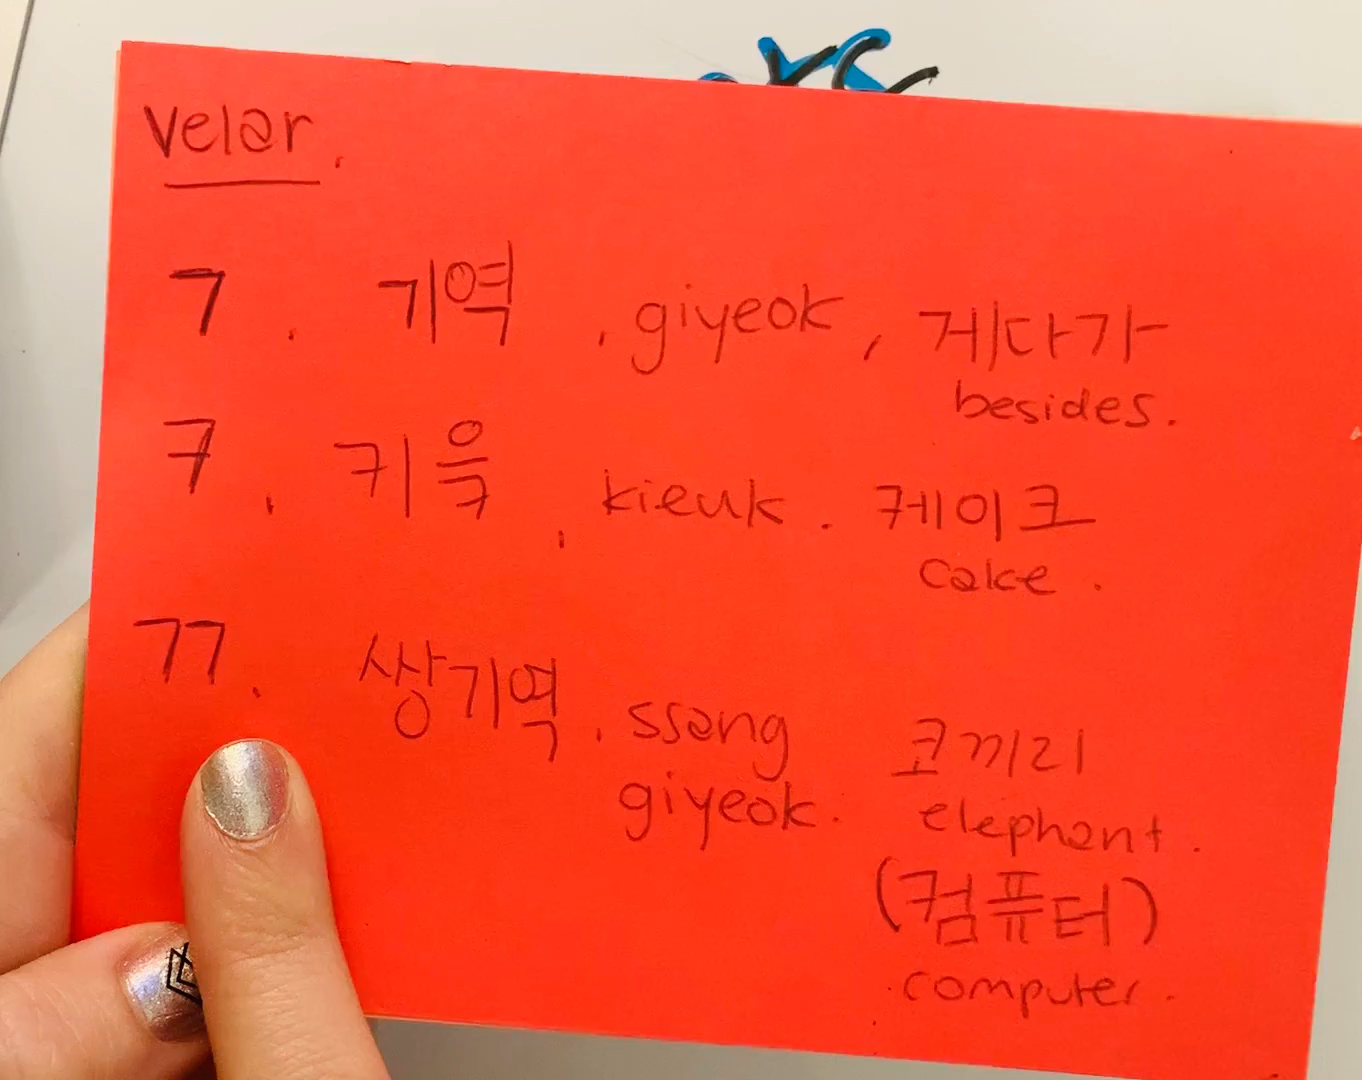 velar.
ㄱ. 기역, giyeok, 게다가
besides.
ㅋ, 키읔, kieuk. 케이크
cake.
ㄲ. 쌍기역, ssang
giyeok.
코끼리
elephant.
(컴퓨터)
computer.